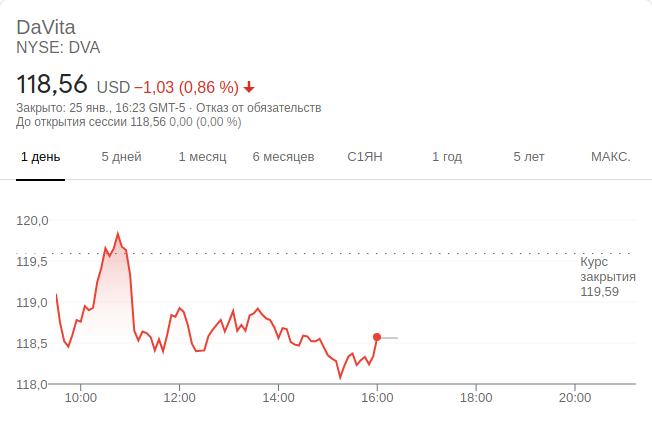 DaVita
NYSE: DVA
118,56 USD −1,03 (0,86 %)
Закрыто: 25 янв., 16:23 GMT-5 · Отказ от обязательств
До открытия сессии 118,56 0,00 (0,00 %)
1 день 5 дней 1 месяц 6 месяцев С1ЯН 1 год 5 лет МАКС.
120,0
119,5
Курс
закрытия
119,59
119,0
118,5
118,0
10:00 12:00 14:00 16:00 18:00 20:00